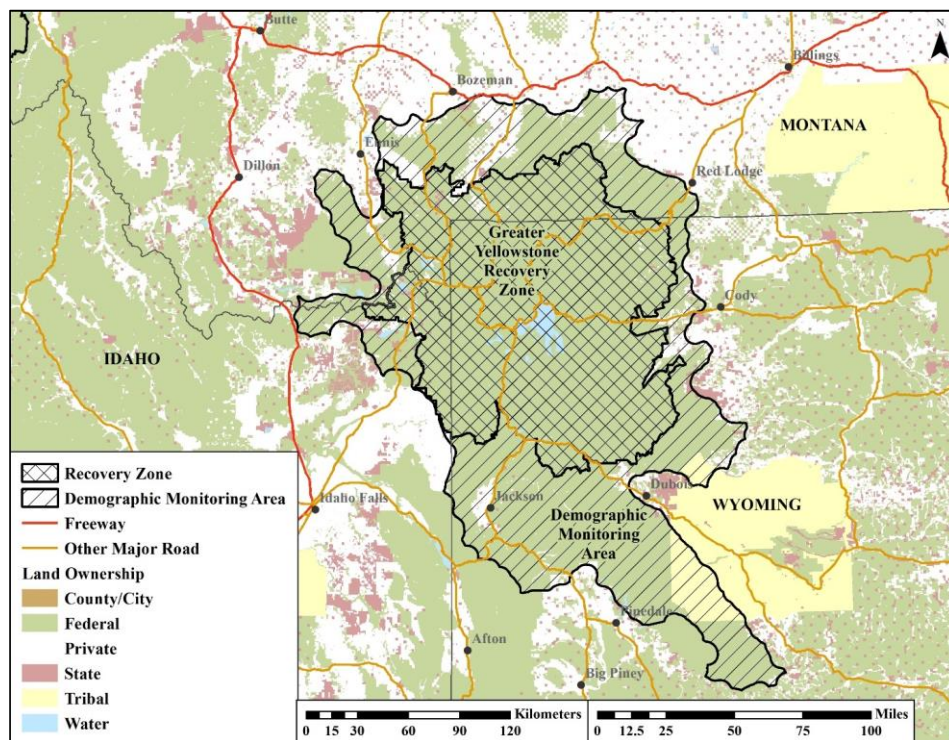 Butte
N
Billings
Bozeman
MONTANA
Ennis
Dillon
Red Lodge
Greater
Yellowstone
Recovery
Zone
Cody
IDAHO
Recovery Zone
Demographic Monitoring Area
Freeway
Other Major Road
Land Ownership
County/City
Federal
Private
State
Tribal
Water
Idaho Falls
Jackson
Dubois
WYOMING
Demographic
Monitoring
Area
Pinedale
Afton
Big Piney
Kilometers
0 15 30 60 90 120
Miles
0 12.5 25 50 75 100